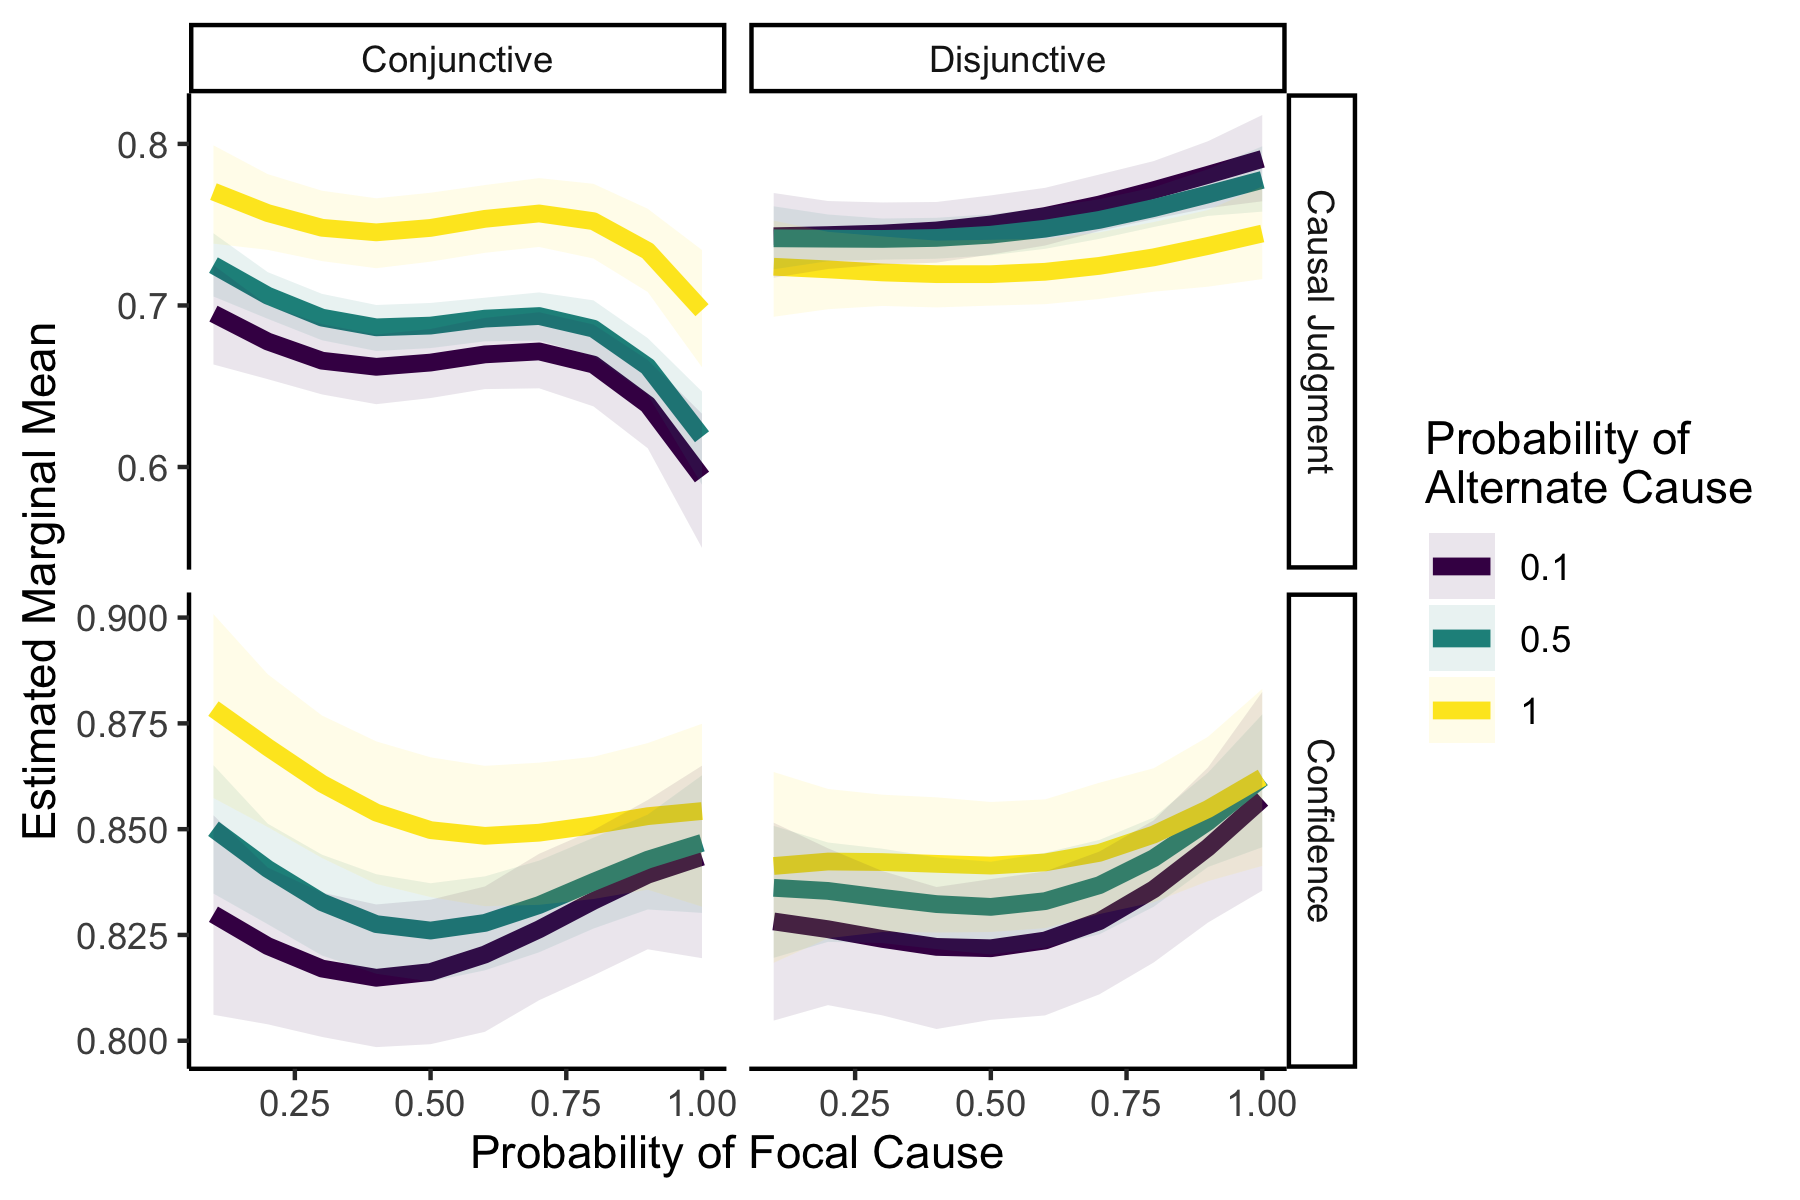 Conjunctive
Disjunctive
Estimated Marginal Mean
0.8
0.7
0.6
Causal Judgment
0.900
0.875
0.850
0.825
0.800
Confidence
0.25
0.50
0.75
1.00
0.25
0.50
0.75
1.00
Probability of Focal Cause
Probability of
Alternate Cause
0.1
0.5
1